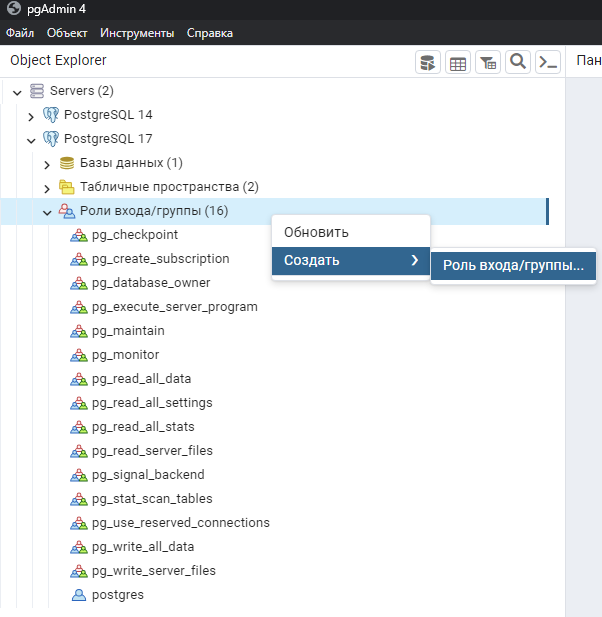 pgAdmin 4
Файл Объект Инструменты Справка
Object Explorer
Пан
Servers (2)
PostgreSQL 14
PostgreSQL 17
Базы данных (1)
Табличные пространства (2)
Роли входа/группы (16)
Обновить
Создать
Роль входа/группы...
pg_checkpoint
pg_create_subscription
pg_database_owner
pg_execute_server_program
pg_maintain
pg_monitor
pg_read_all_data
pg_read_all_settings
pg_read_all_stats
pg_read_server_files
pg_signal_backend
pg_stat_scan_tables
pg_use_reserved_connections
pg_write_all_data
pg_write_server_files
postgres